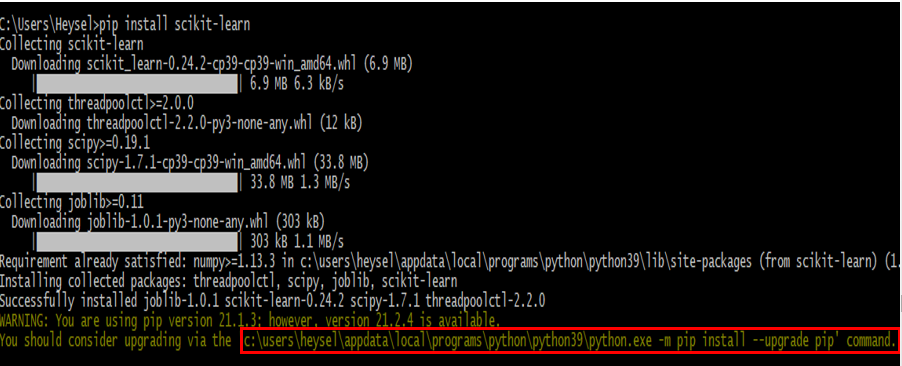 C:\Users\Heysel>pip install scikit-learn
Collecting scikit-learn
Downloading scikit_learn-0.24.2-cp39-cp39-win_amd64.whl (6.9 MB)
| | 6.9 MB 6.3 kB/s
Collecting threadpoolctl>=2.0.0
Downloading threadpoolctl-2.2.0-py3-none-any.whl (12 kB)
Collecting scipy>=0.19.1
Downloading scipy-1.7.1-cp39-cp39-win_amd64.whl (33.8 MB)
| | 33.8 MB 1.3 MB/s
Collecting joblib>=0.11
Downloading joblib-1.0.1-py3-none-any.whl (303 kB)
| | 303 kB 1.1 MB/s
Requirement already satisfied: numpy>=1.13.3 in c:\users\heysel\appdata\local\programs\python\python39\lib\site-packages (from scikit-learn) (1.
Installing collected packages: threadpoolctl, scipy, joblib, scikit-learn
Successfully installed joblib-1.0.1 scikit-learn-0.24.2 scipy-1.7.1 threadpoolctl-2.2.0
WARNING: You are using pip version 21.1.3; however, version 21.2.4 is available.
You should consider upgrading via the 'c:\users\heysel\appdata\local\programs\python\python39\python.exe -m pip install --upgrade pip' command.